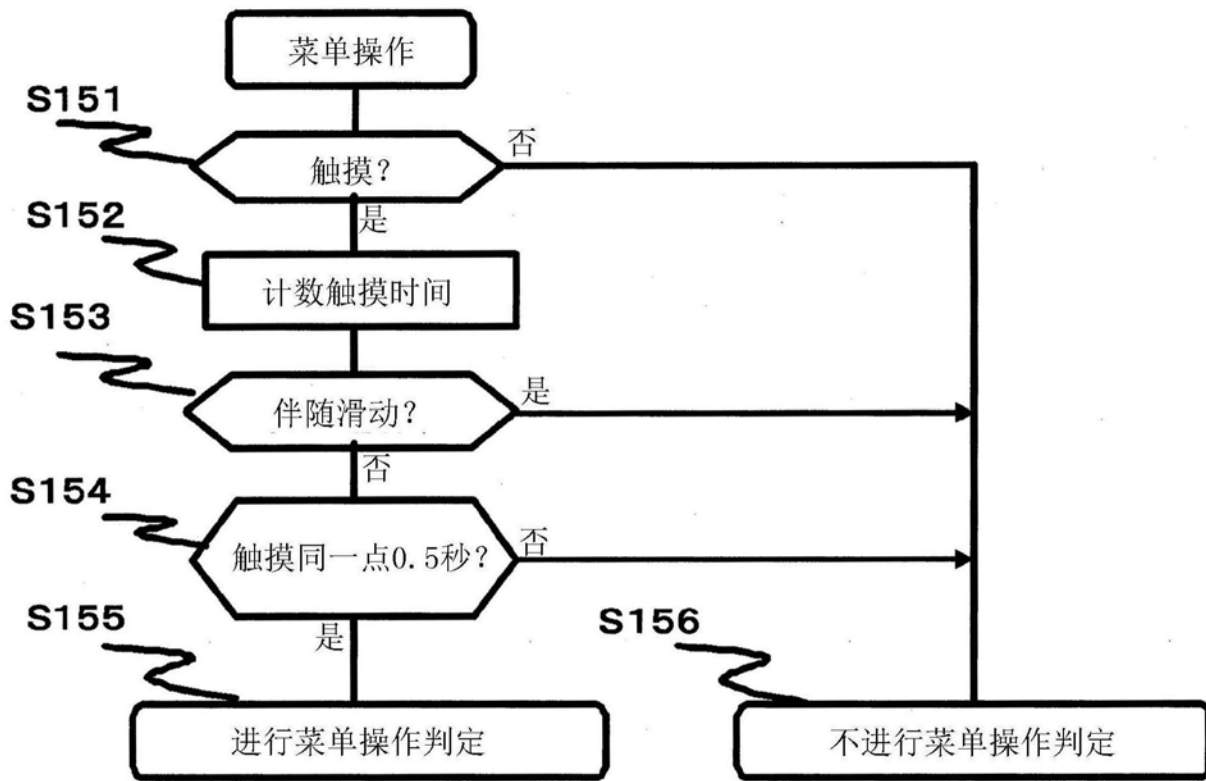 菜单操作
S151
否
触摸？
S152
是
计数触摸时间
S153
是
伴随滑动？
否
S154
否
触摸同一点0.5秒？
S155
是
S156
进行菜单操作判定
不进行菜单操作判定